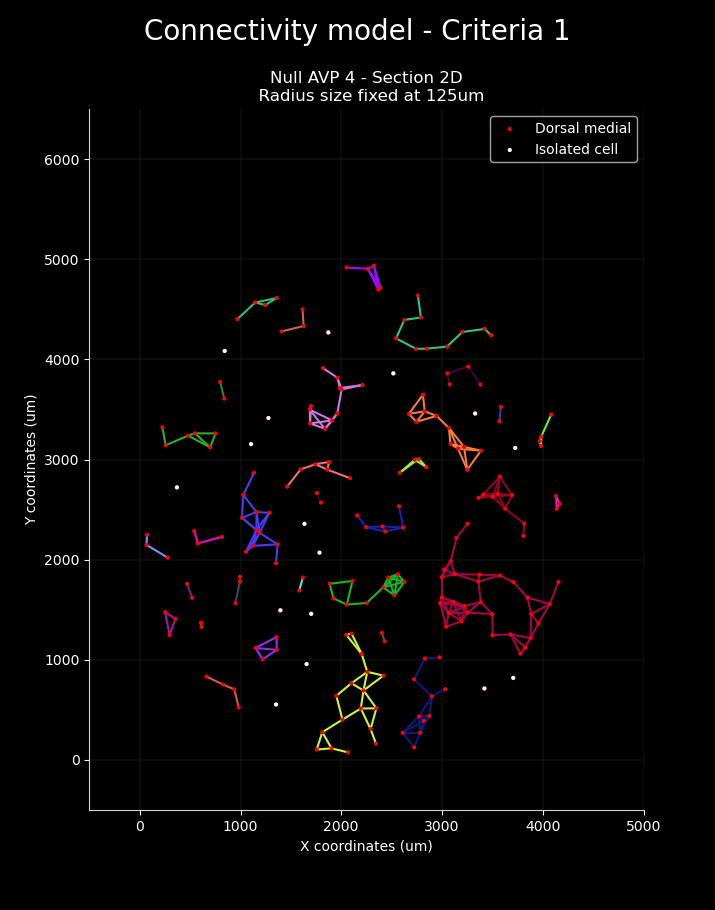 Connectivity model - Criteria 1
Null AVP 4 - Section 2D
Radius size fixed at 125um
Dorsal medial
Isolated cell
6000
5000
4000
3000
2000
1000
0
Y coordinates (um)
0 1000 2000 3000 4000 5000
X coordinates (um)